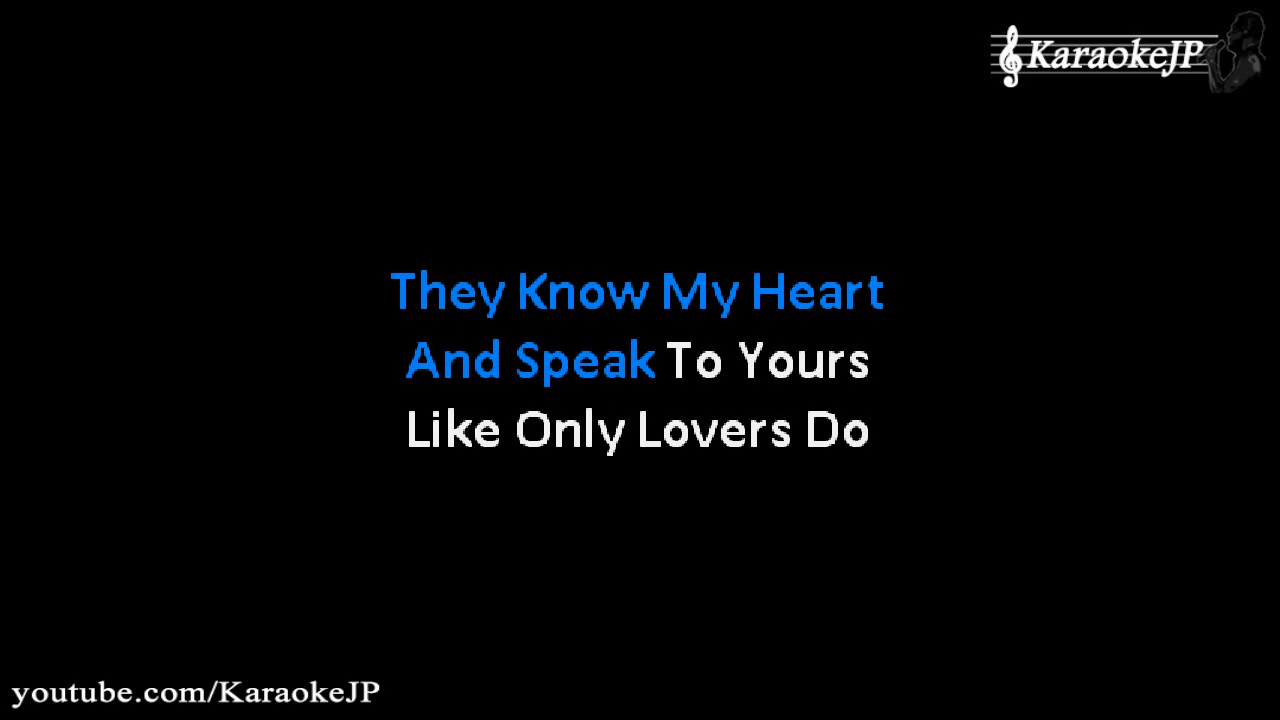 KaraokeJP
They Know My Heart
And Speak To Yours
Like Only Lovers Do
youtube.com/KaraokeJP